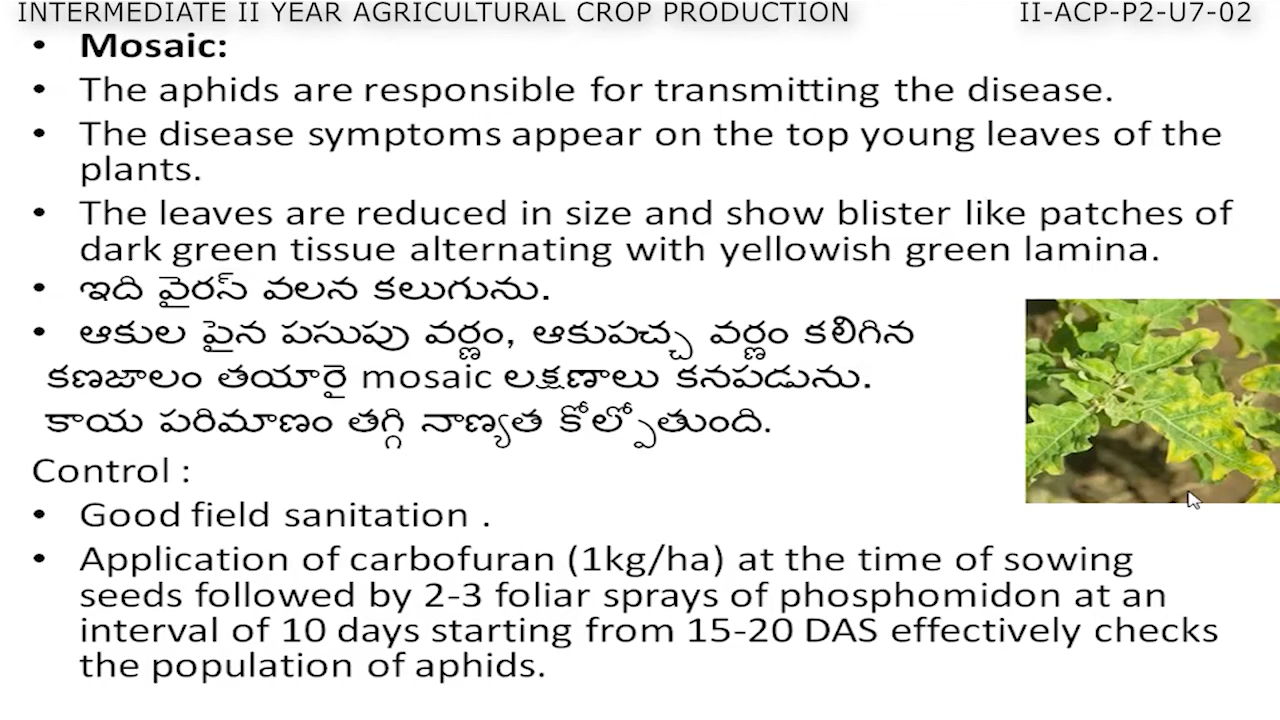 INTERMEDIATE II YEAR AGRICULTURAL CROP PRODUCTION II-ACP-P2-U7-02
• Mosaic:
• The aphids are responsible for transmitting the disease.
• The disease symptoms appear on the top young leaves of the
plants.
• The leaves are reduced in size and show blister like patches of
dark green tissue alternating with yellowish green lamina.
• ఇది వైరస్ వలన కలుగును.
• ఆకుల పైన పసుపు వర్ణం, ఆకుపచ్చ వర్ణం కలిగిన
కణజాలం తయారై mosaic లక్షణాలు కనపడును.
కాయ పరిమాణం తగ్గి నాణ్యత కోల్పోతుంది.
Control :
• Good field sanitation .
• Application of carbofuran (1kg/ha) at the time of sowing
seeds followed by 2-3 foliar sprays of phosphomidon at an
interval of 10 days starting from 15-20 DAS effectively checks
the population of aphids.